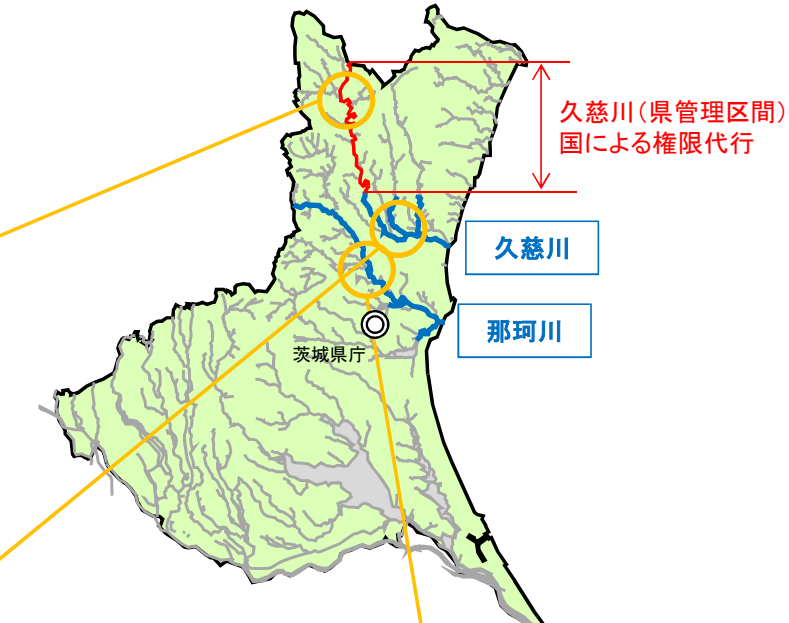 久慈川（県管理区間）
国による権限代行
久慈川
那珂川
茨城県庁